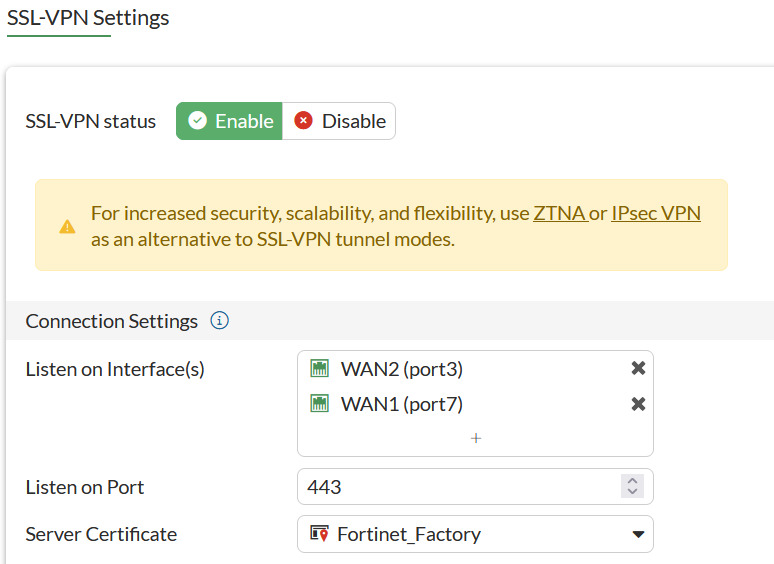 SSL-VPN Settings
SSL-VPN status Enable Disable
For increased security, scalability, and flexibility, use ZTNA or IPsec VPN
as an alternative to SSL-VPN tunnel modes.
Connection Settings
Listen on Interface(s) WAN2 (port3)
WAN1 (port7)
+
Listen on Port 443
Server Certificate Fortinet_Factory